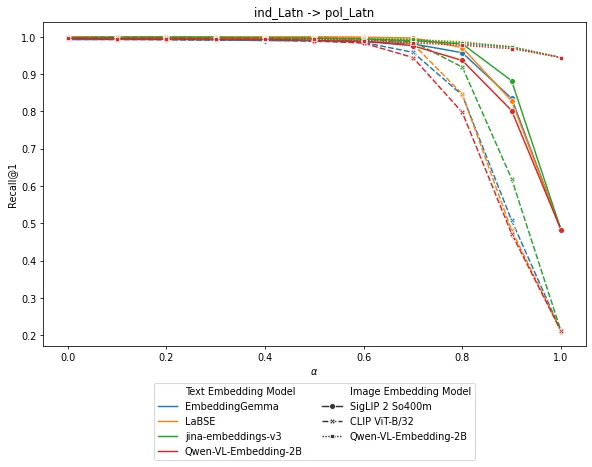 ind_Latn -> pol_Latn
1.0
0.9
0.8
0.7
0.6
0.5
0.4
0.3
0.2
Recall@1
0.0 0.2 0.4 0.6 0.8 1.0
α
Text Embedding Model
EmbeddingGemma
LaBSE
jina-embeddings-v3
Qwen-VL-Embedding-2B
Image Embedding Model
SigLIP 2 So400m
CLIP ViT-B/32
Qwen-VL-Embedding-2B